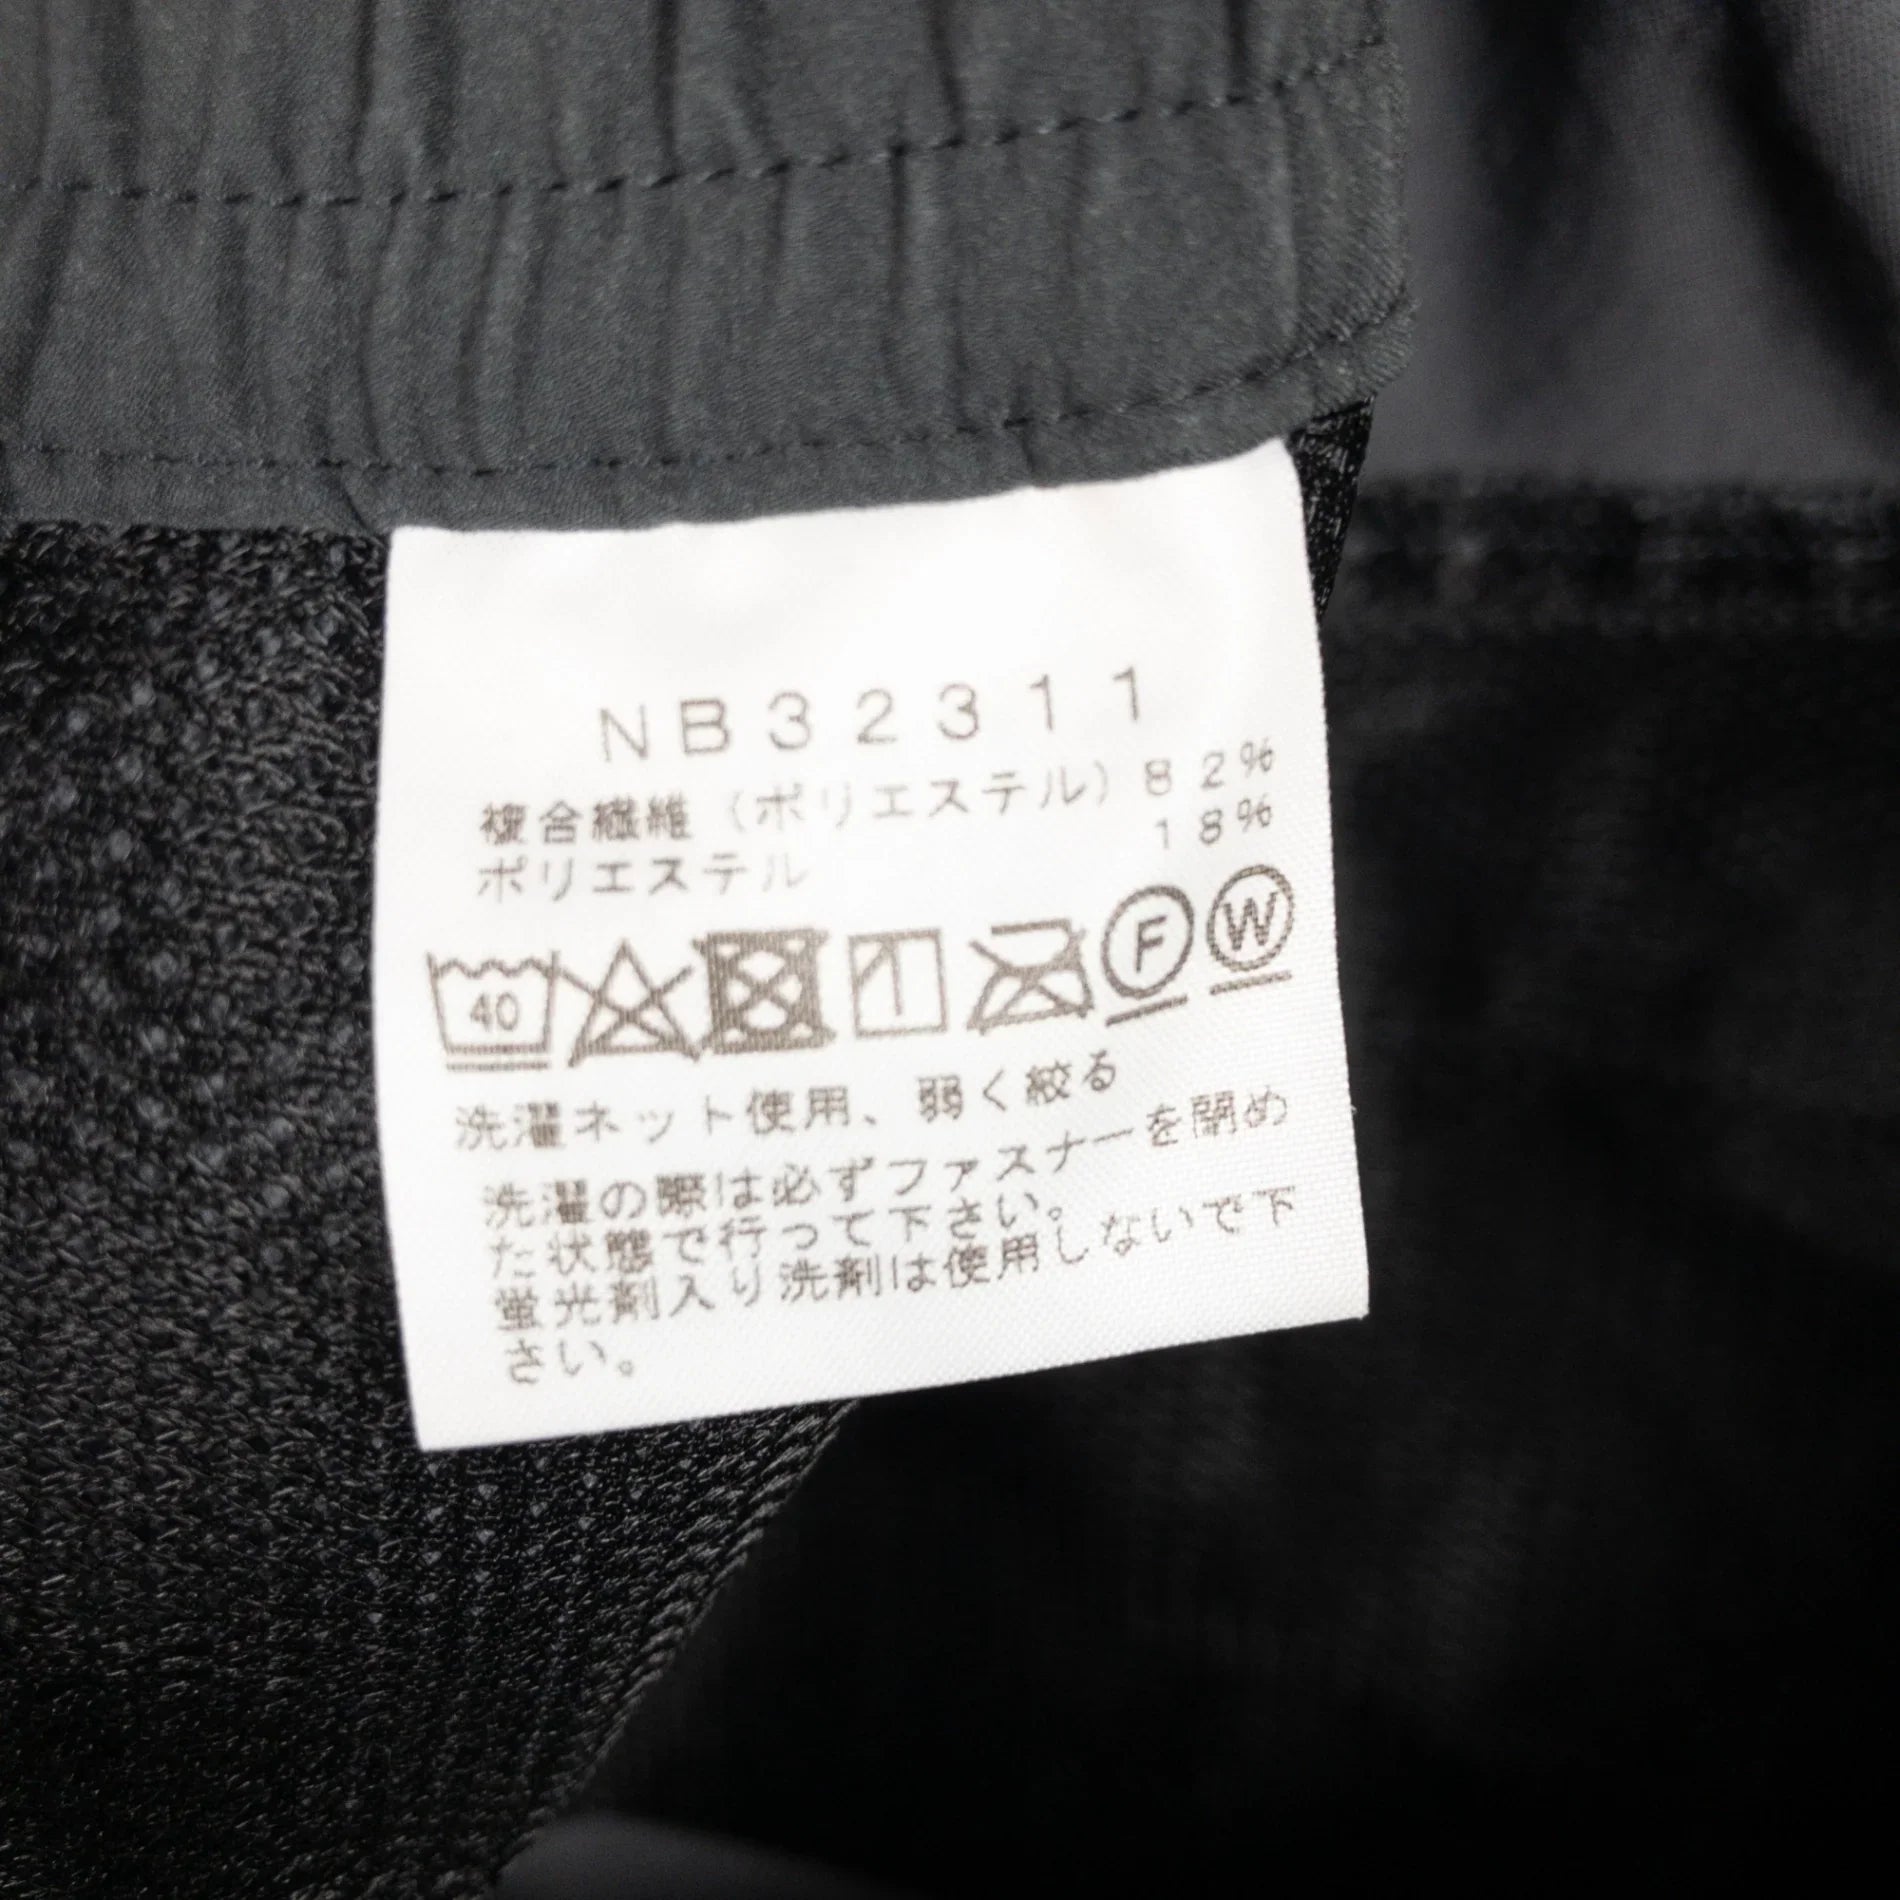 NB32311
複合繊維（ポリエステル）82%
ポリエステル 18%
40 F W
洗濯ネット使用、弱く絞る
洗濯の際は必ずファスナーを閉め
た状態で行って下さい。
蛍光剤入り洗剤は使用しないで下
さい。